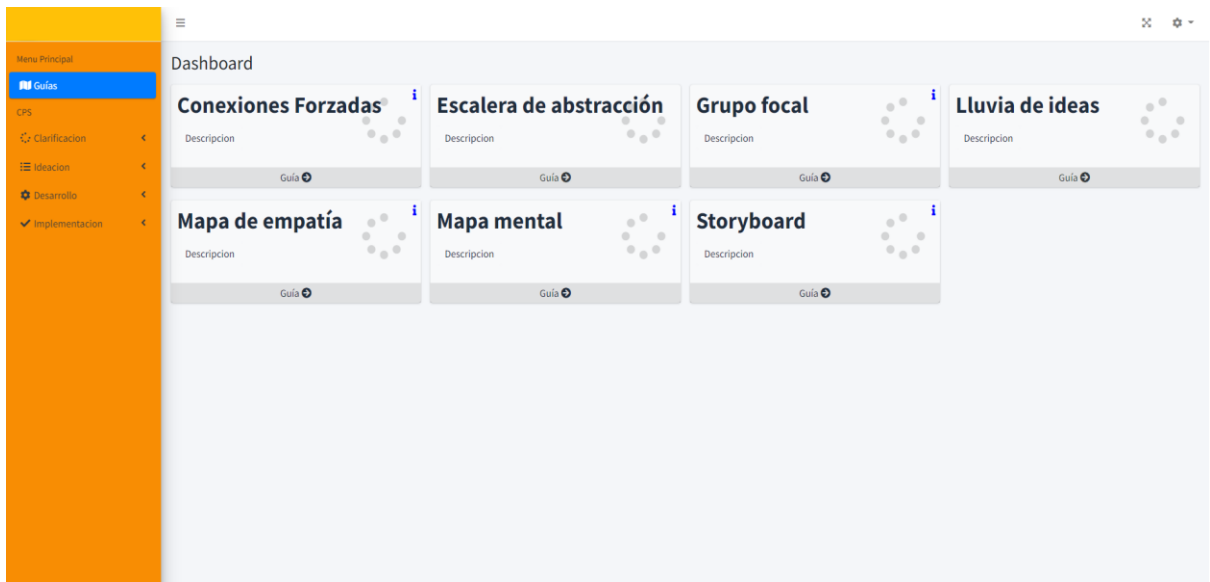 Menu Principal
Guías
CPS
Clarificacion
Ideacion
Desarrollo
Implementacion
Dashboard
Conexiones Forzadas
i
Descripcion
Guía
Escalera de abstracción
Descripcion
Guía
Grupo focal
i
Descripcion
Guía
Lluvia de ideas
Descripcion
Guía
Mapa de empatía
i
Descripcion
Guía
Mapa mental
i
Descripcion
Guía
Storyboard
i
Descripcion
Guía